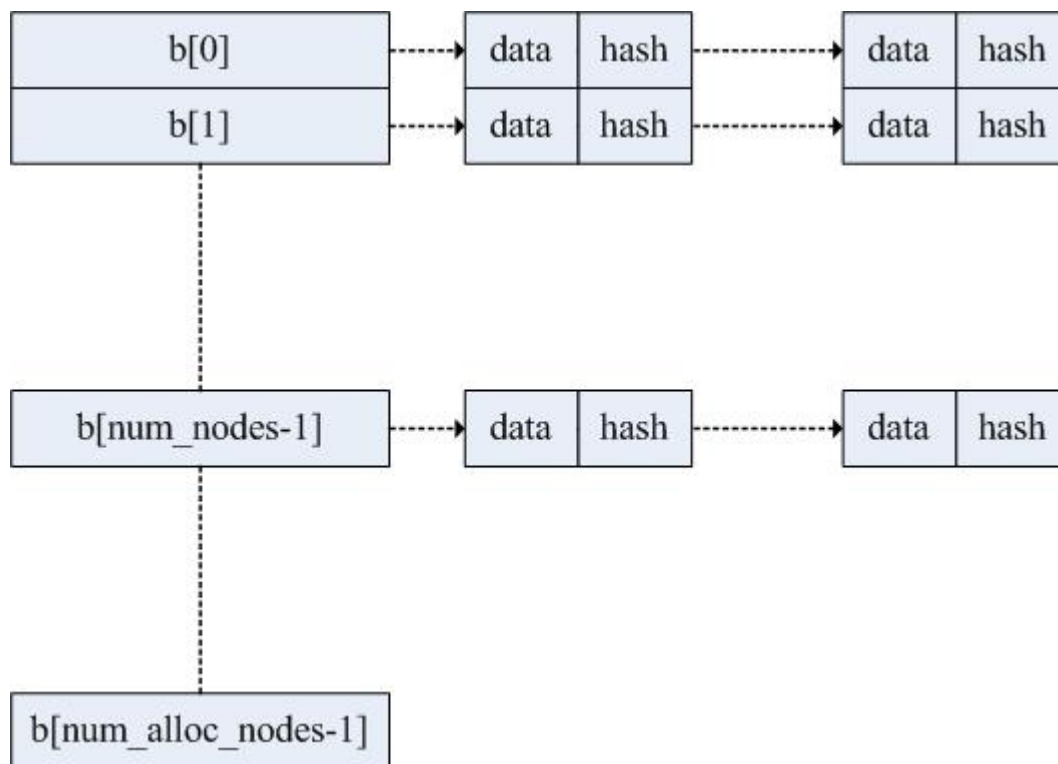 b[0] data hash data hash
b[1] data hash data hash
b[num_nodes-1] data hash data hash
b[num_alloc_nodes-1]